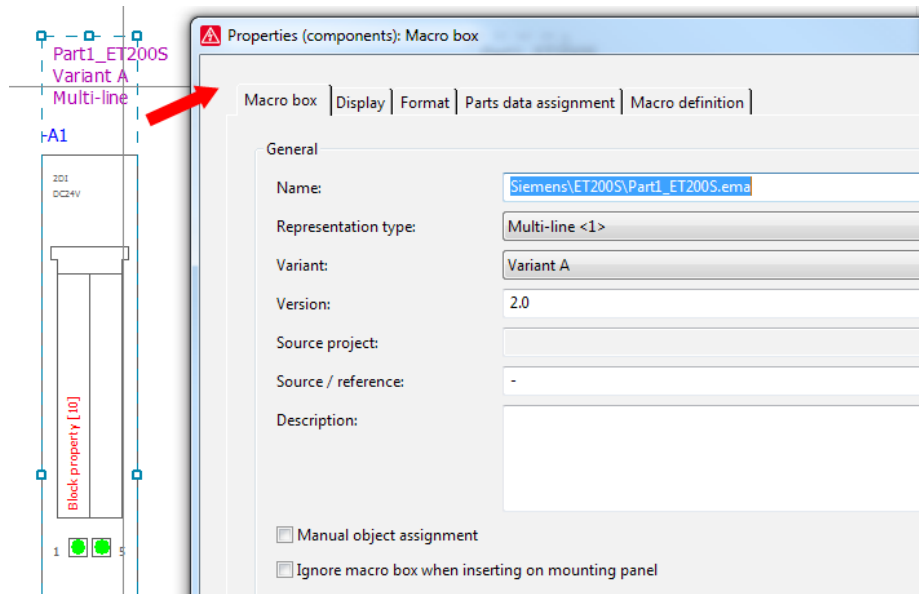 Part1_ET200S
Variant A
Multi-line
-A1
2DI
DC24V
Block property [10]
1
5
Properties (components): Macro box
Macro box Display Format Parts data assignment Macro definition
General
Name: Siemens\ET200S\Part1_ET200S.ema
Representation type: Multi-line <1>
Variant: Variant A
Version: 2.0
Source project:
Source / reference: -
Description:
Manual object assignment
Ignore macro box when inserting on mounting panel